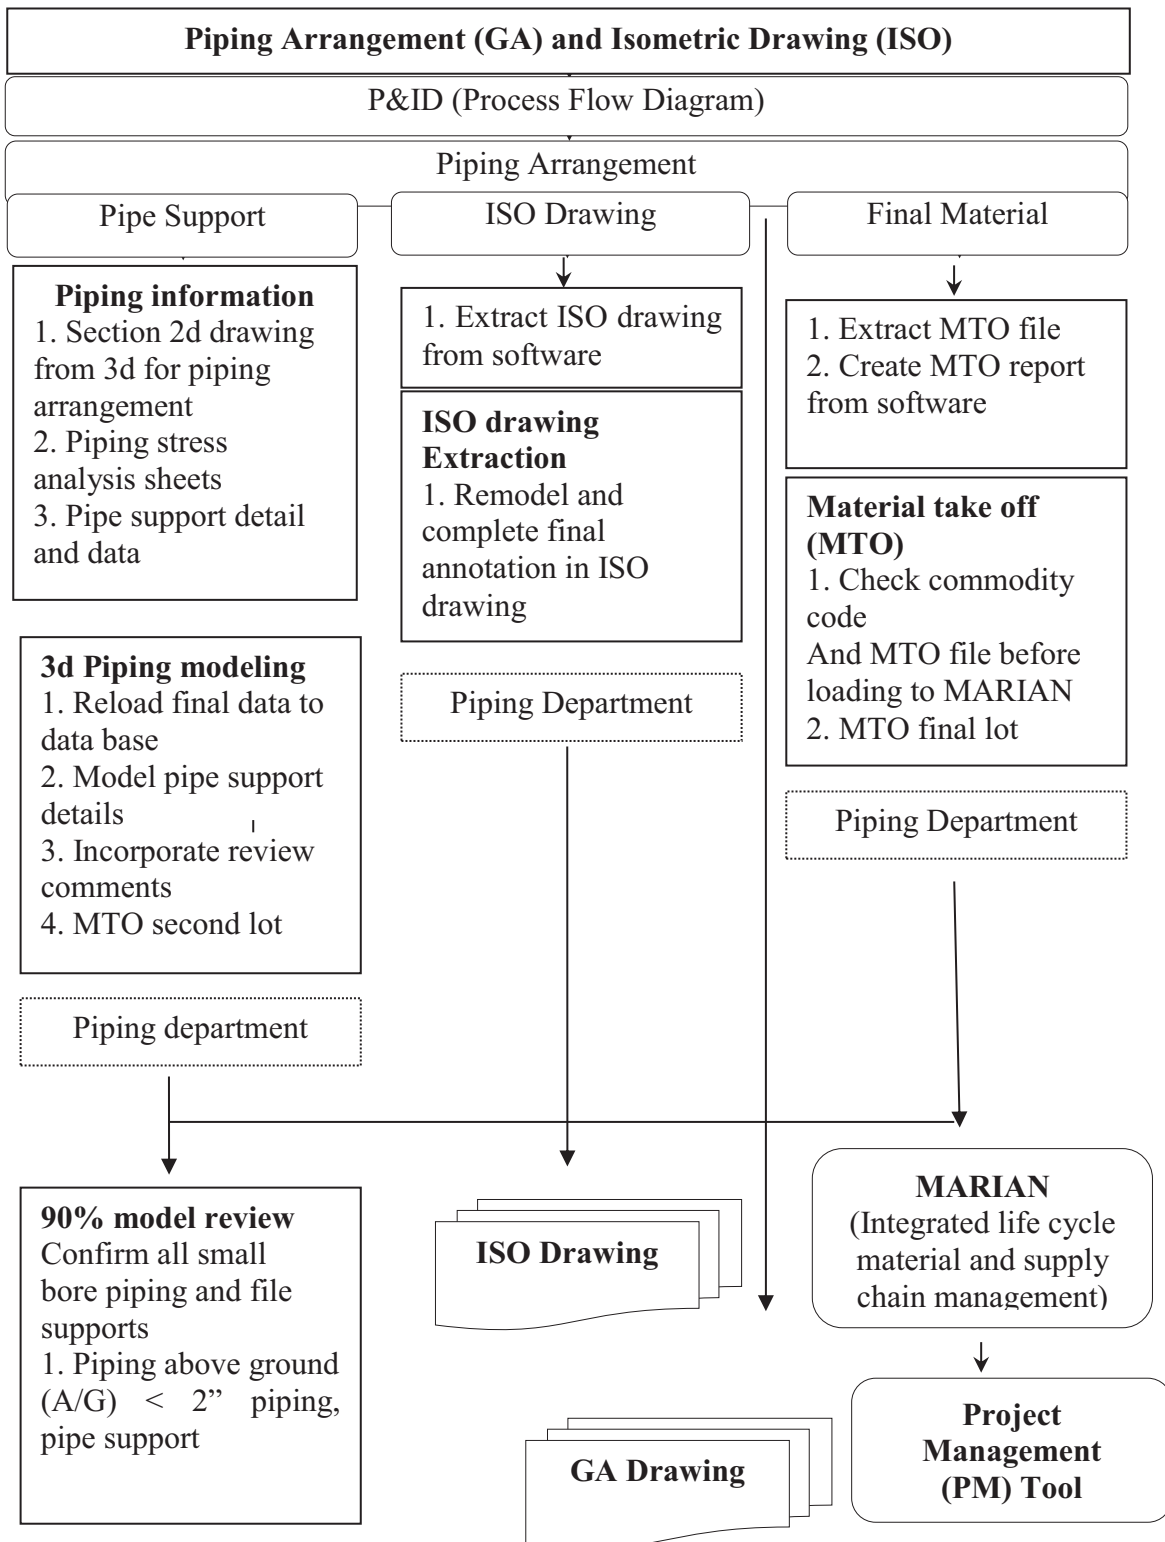 Piping Arrangement (GA) and Isometric Drawing (ISO)
P&ID (Process Flow Diagram)
Piping Arrangement
Pipe Support
ISO Drawing
Final Material
Piping information
1. Section 2d drawing
from 3d for piping
arrangement
2. Piping stress
analysis sheets
3. Pipe support detail
and data
3d Piping modeling
1. Reload final data to
data base
2. Model pipe support
details
3. Incorporate review
comments
4. MTO second lot
Piping department
90% model review
Confirm all small
bore piping and file
supports
1. Piping above ground
(A/G) < 2” piping,
pipe support
1. Extract ISO drawing
from software
ISO drawing
Extraction
1. Remodel and
complete final
annotation in ISO
drawing
Piping Department
ISO Drawing
GA Drawing
1. Extract MTO file
2. Create MTO report
from software
Material take off
(MTO)
1. Check commodity
code
And MTO file before
loading to MARIAN
2. MTO final lot
Piping Department
MARIAN
(Integrated life cycle
material and supply
chain management)
Project
Management
(PM) Tool